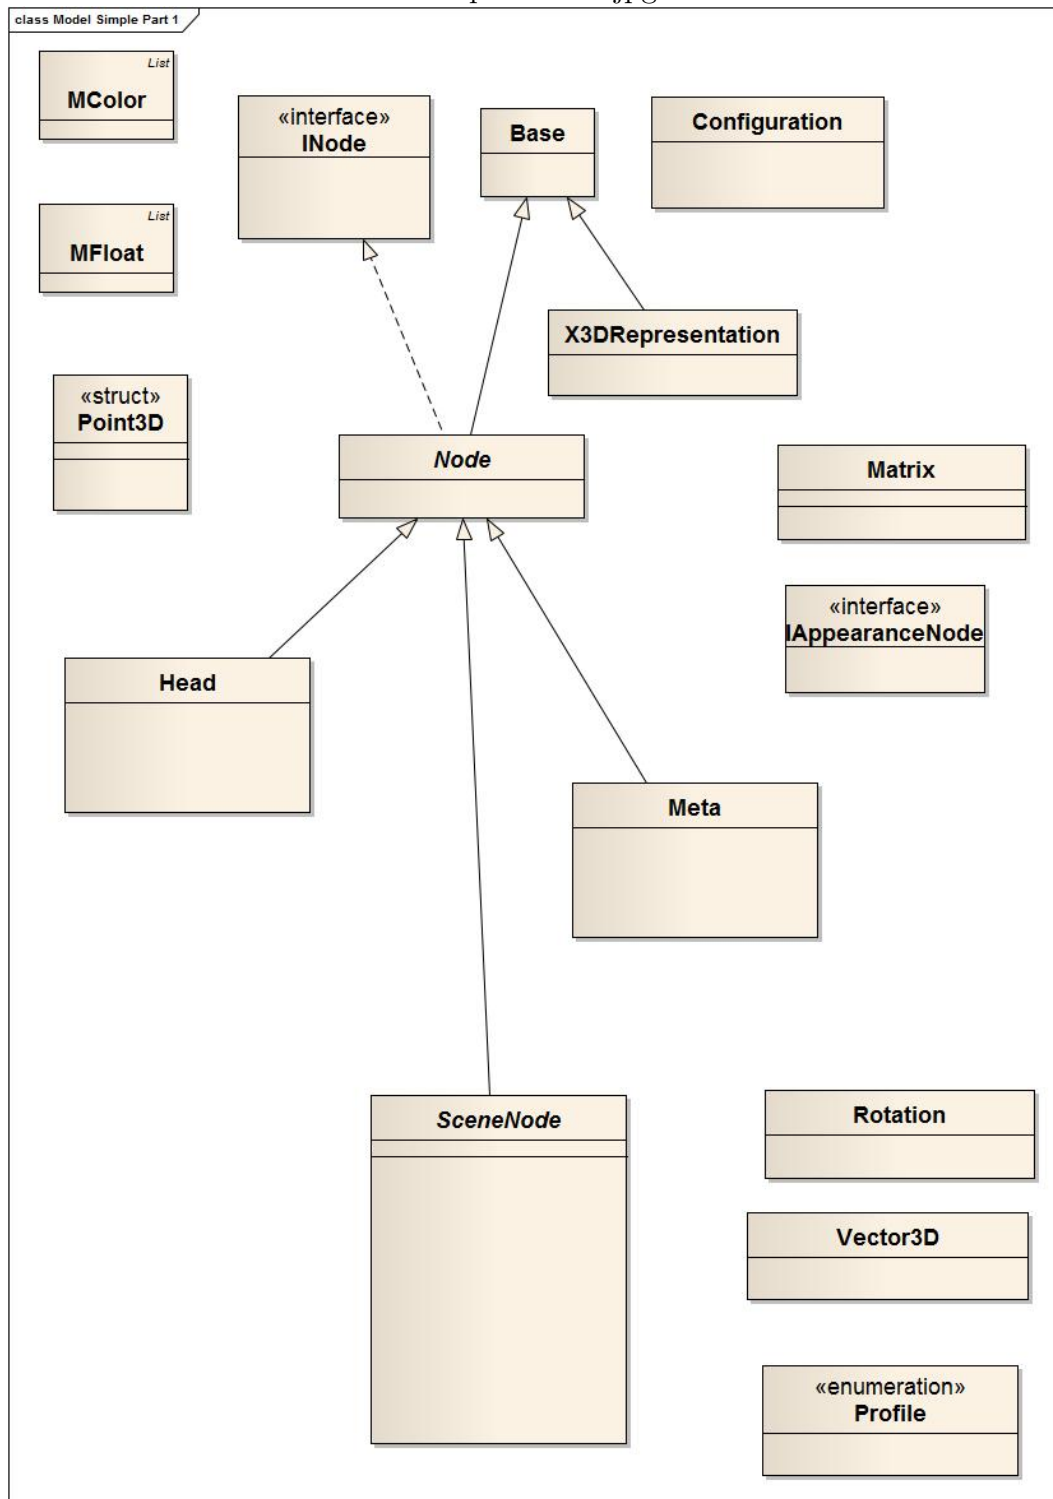 class Model Simple Part 1
List
MColor
«interface»
INode
Base
Configuration
List
MFloat
X3DRepresentation
«struct»
Point3D
Node
Matrix
«interface»
IAppearanceNode
Head
Meta
SceneNode
Rotation
Vector3D
«enumeration»
Profile